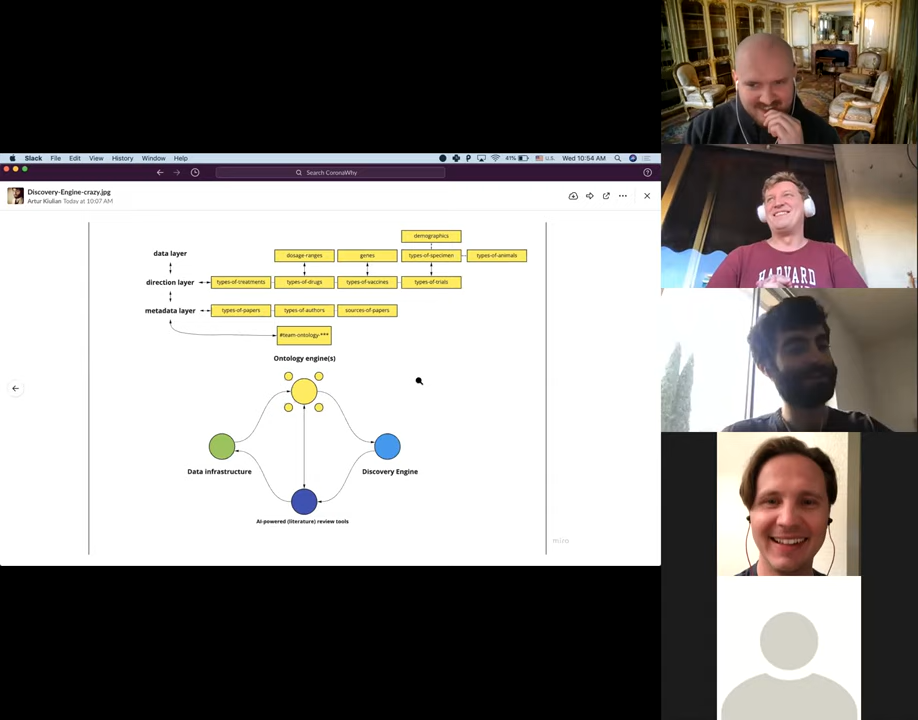 Slack File Edit View History Window Help
41% U.S. Wed 10:54 AM
Search CoronaWhy
Discovery-Engine-crazy.jpg
Artur Kiulian Today at 10:07 AM
demographics
data layer
dosage-ranges genes types-of-specimen types-of-animals
direction layer types-of-treatments types-of-drugs types-of-vaccines types-of-trials
metadata layer types-of-papers types-of-authors sources-of-papers
#team-ontology-***
Ontology engine(s)
Data infrastructure Discovery Engine
AI-powered (literature) review tools
miro
HARVARD